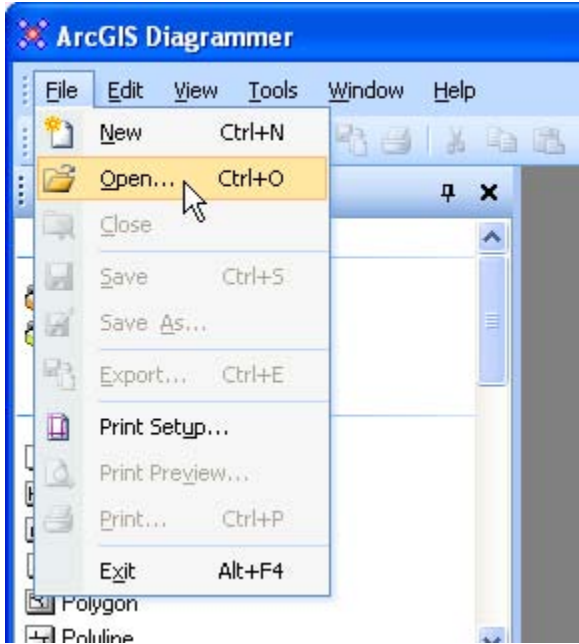 ArcGIS Diagrammer
File Edit View Tools Window Help
New Ctrl+N
Open... Ctrl+O
Close
Save Ctrl+S
Save As...
Export... Ctrl+E
Print Setup...
Print Preview...
Print... Ctrl+P
Exit Alt+F4
Polygon
Polyline